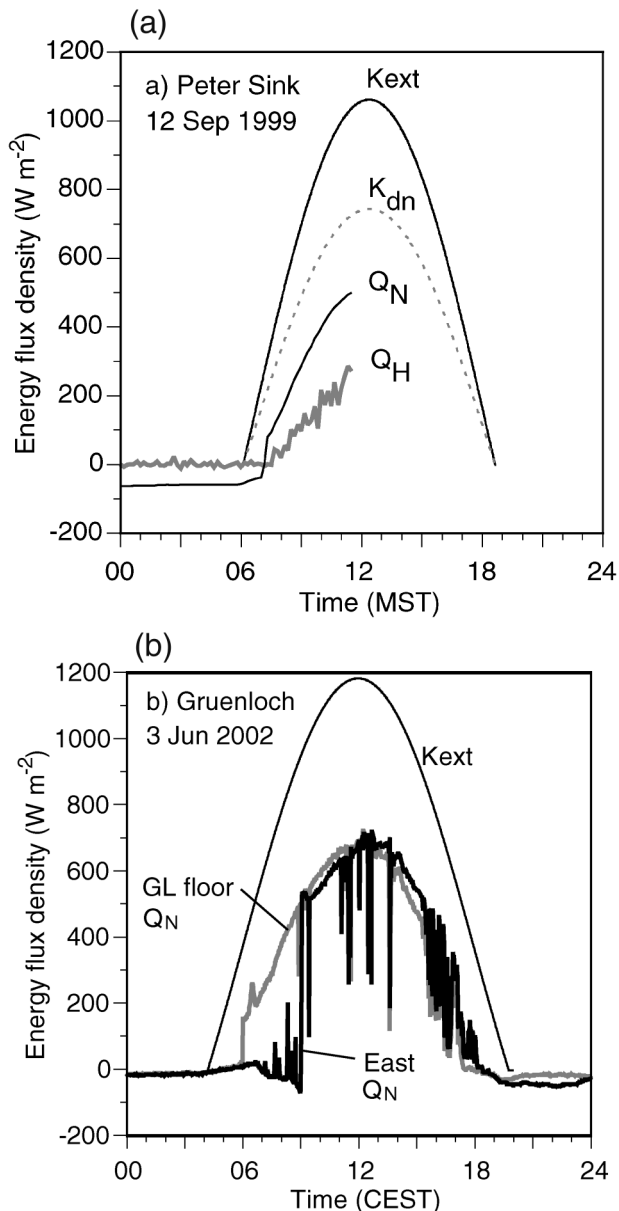 (a)
a) Peter Sink
12 Sep 1999
Kext
Kdn
QN
QH
Energy flux density (W m-2)
1200
1000
800
600
400
200
0
-200
00 06 12 18 24
Time (MST)
(b)
b) Gruenloch
3 Jun 2002
Kext
GL floor
QN
East
QN
Energy flux density (W m-2)
1200
1000
800
600
400
200
0
-200
00 06 12 18 24
Time (CEST)